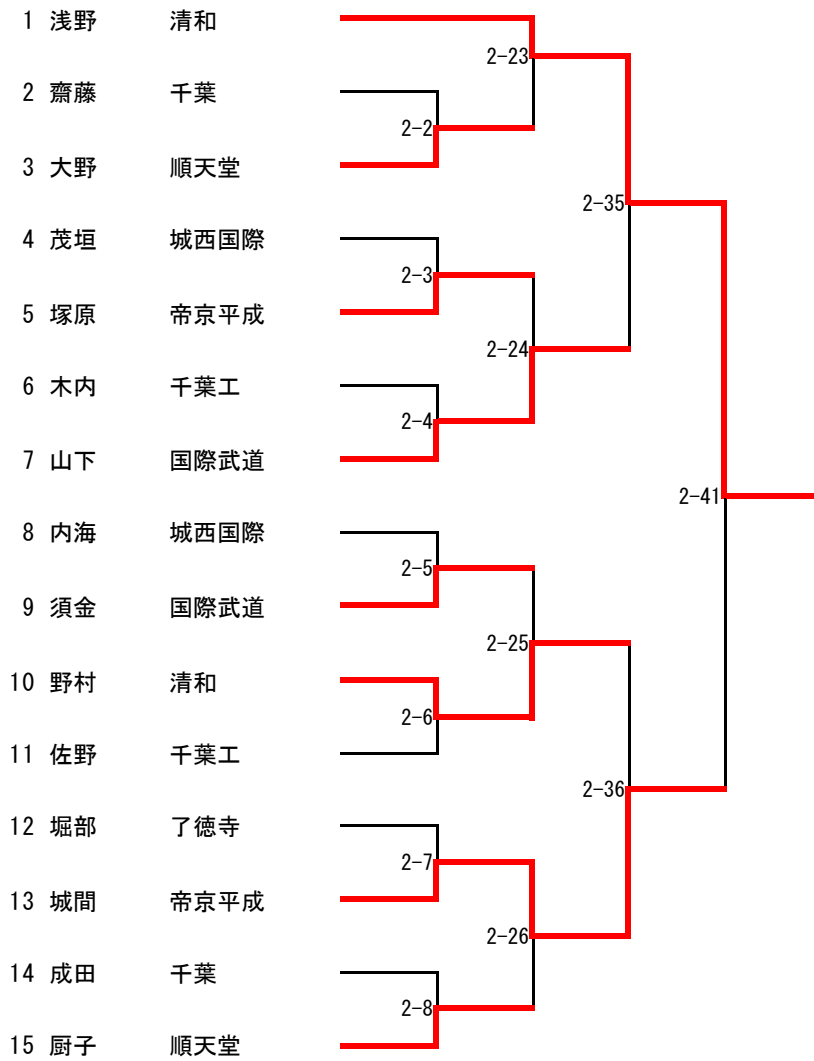 1 浅野 清和
2-23
2 齋藤 千葉
2-2
3 大野 順天堂
2-35
4 茂垣 城西国際
2-3
5 塚原 帝京平成
2-24
6 木内 千葉工
2-4
7 山下 国際武道
2-41
8 内海 城西国際
2-5
9 須金 国際武道
2-25
10 野村 清和
2-6
11 佐野 千葉工
2-36
12 堀部 了徳寺
2-7
13 城間 帝京平成
2-26
14 成田 千葉
2-8
15 厨子 順天堂